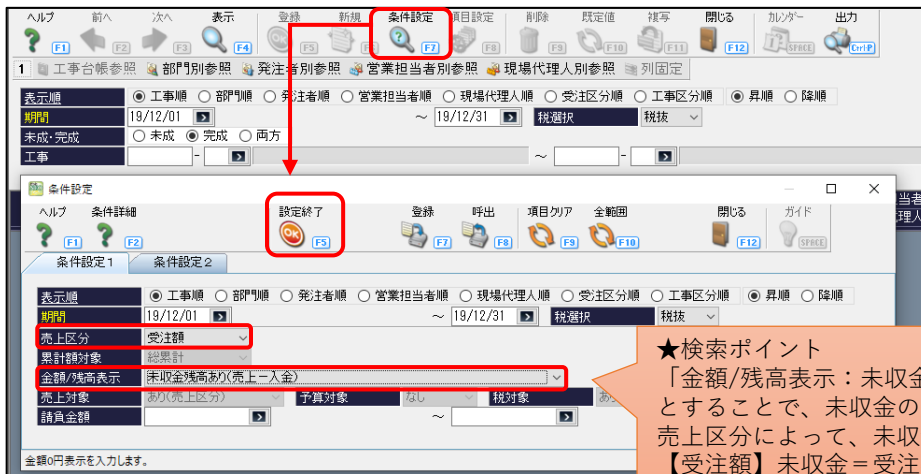 ヘルプ 前へ 次へ 表示 登録 新規 条件設定 項目設定 削除 既定値 複写 閉じる カレンダー 出力
F1 F2 F3 F4 F5 F6 F7 F8 F9 F10 F11 F12 SPACE Ctrl+P
1 工事台帳参照 部門別参照 発注者別参照 営業担当者別参照 現場代理人別参照 列固定
表示順 工事順 部門順 発注者順 営業担当者順 現場代理人順 受注区分順 工事区分順 昇順 降順
期間 19/12/01 ～ 19/12/31 税選択 税抜
未成・完成 未成 完成 両方
工事 - ～ -
条件設定
当者
理人
ヘルプ 条件詳細 設定終了 登録 呼出 項目クリア 全範囲 閉じる ガイド
F1 F2 F5 F7 F8 F9 F10 F12 SPACE
条件設定1 条件設定2
表示順 工事順 部門順 発注者順 営業担当者順 現場代理人順 受注区分順 工事区分順 昇順 降順
期間 19/12/01 ～ 19/12/31 税選択 税抜
売上区分 受注額
累計額対象 総累計
金額/残高表示 未収金残高あり(売上－入金)
売上対象 あり(売上区分) 予算対象 なし 税対象 あり
請負金額 ～
金額0円表示を入力します。
★検索ポイント
「金額/残高表示：未収金
とすることで、未収金の
売上区分によって、未収
【受注額】未収金＝受注